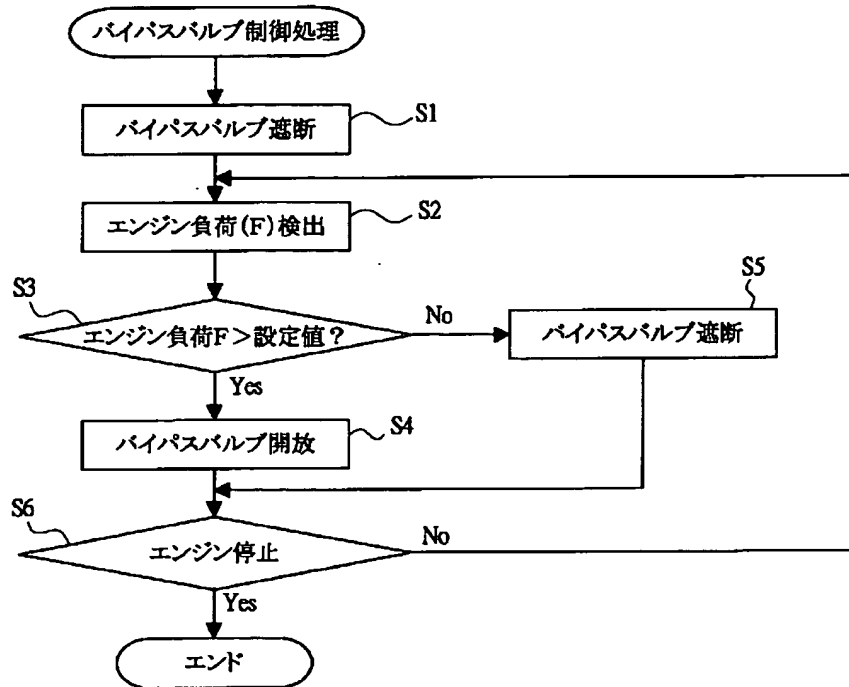 バイパスバルブ制御処理
バイパスバルブ遮断
S1
エンジン負荷(F)検出
S2
S3
エンジン負荷F>設定値?
No
S5
バイパスバルブ遮断
Yes
バイパスバルブ開放
S4
S6
エンジン停止
No
Yes
エンド